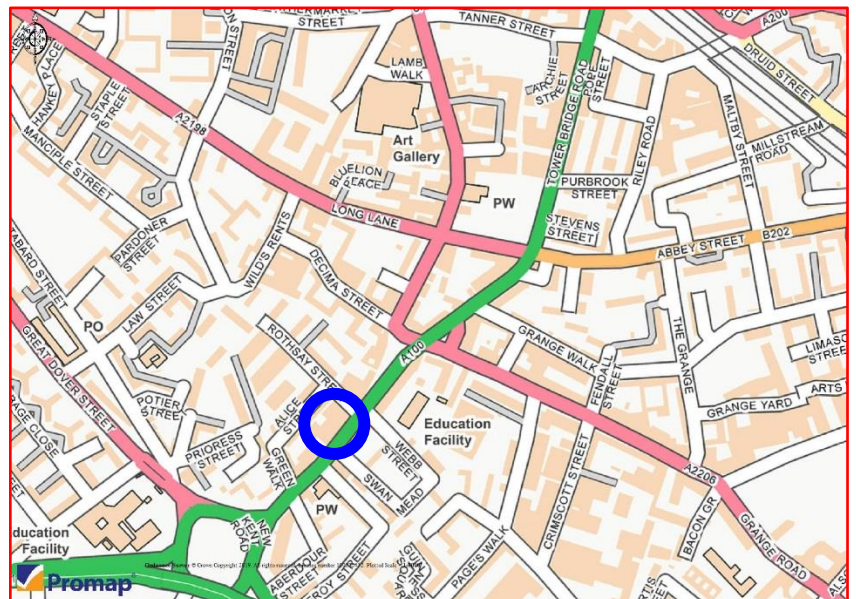 STREET
TANNER STREET
A200
DRUID STREET
HANKEY PLACE
STAPLE STREET
MANCIPLE STREET
A2198
LAMB WALK
ARCHIE STREET
POPE STREET
TOWER BRIDGE ROAD
RILEY ROAD
MALTBY STREET
MILLSTREAM ROAD
Art
Gallery
BLUELION PLACE
PURBROOK STREET
PW
LONG LANE
STEVENS STREET
ABBEY STREET
B202
PARDONER STREET
WILD'S RENTS
DECIMA STREET
TABARD STREET
LAW STREET
PO
GREAT DOVER STREET
ROTHSAY STREET
A100
GRANGE WALK
THE GRANGE
FENDALL STREET
POTIER STREET
ALICE
GRANGE YARD
ARTS
Education
Facility
PRIORESS STREET
GREEN WALK
WEBB STREET
SWAN MEAD
A2206
CRIMSCOTT STREET
BACON GR
GRANGE ROAD
PW
NEW KENT ROAD
ducation
Facility
ABERDOUR STREET
PAGE'S WALK
Promap